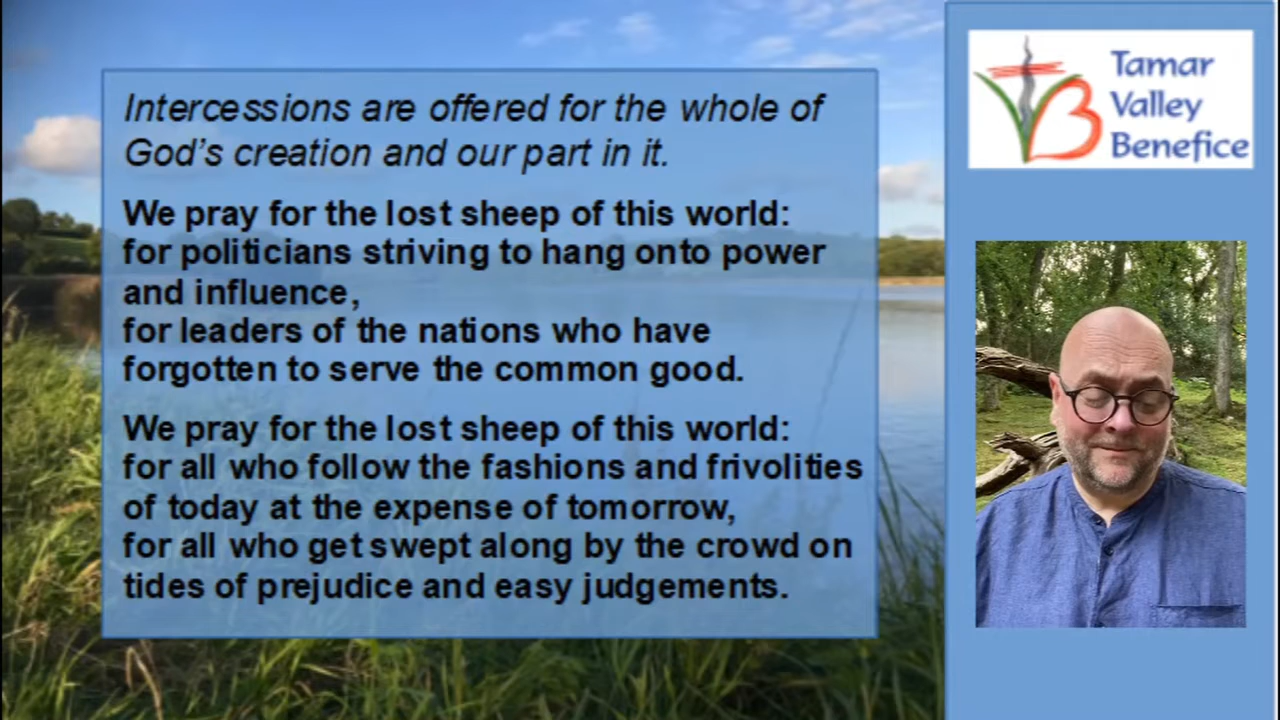 Intercessions are offered for the whole of
God's creation and our part in it.
We pray for the lost sheep of this world:
for politicians striving to hang onto power
and influence,
for leaders of the nations who have
forgotten to serve the common good.
We pray for the lost sheep of this world:
for all who follow the fashions and frivolities
of today at the expense of tomorrow,
for all who get swept along by the crowd on
tides of prejudice and easy judgements.
TVB
Tamar
Valley
Benefice